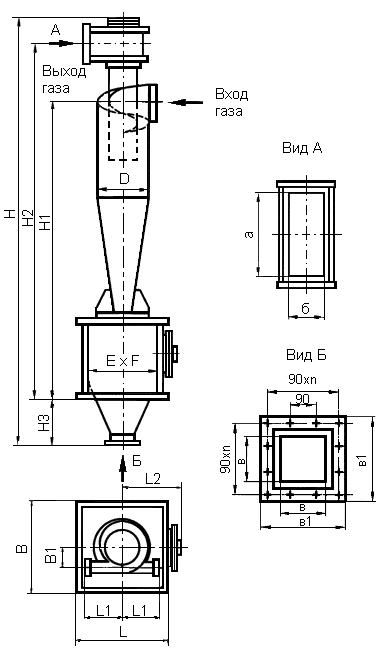 А
Выход
газа
Вход
газа
Вид А
D
H
H2
H1
а
б
E x F
H3
Вид Б
90xn
90
90xn
в
в1
в
в1
Б
L2
B
B1
L1
L1
L